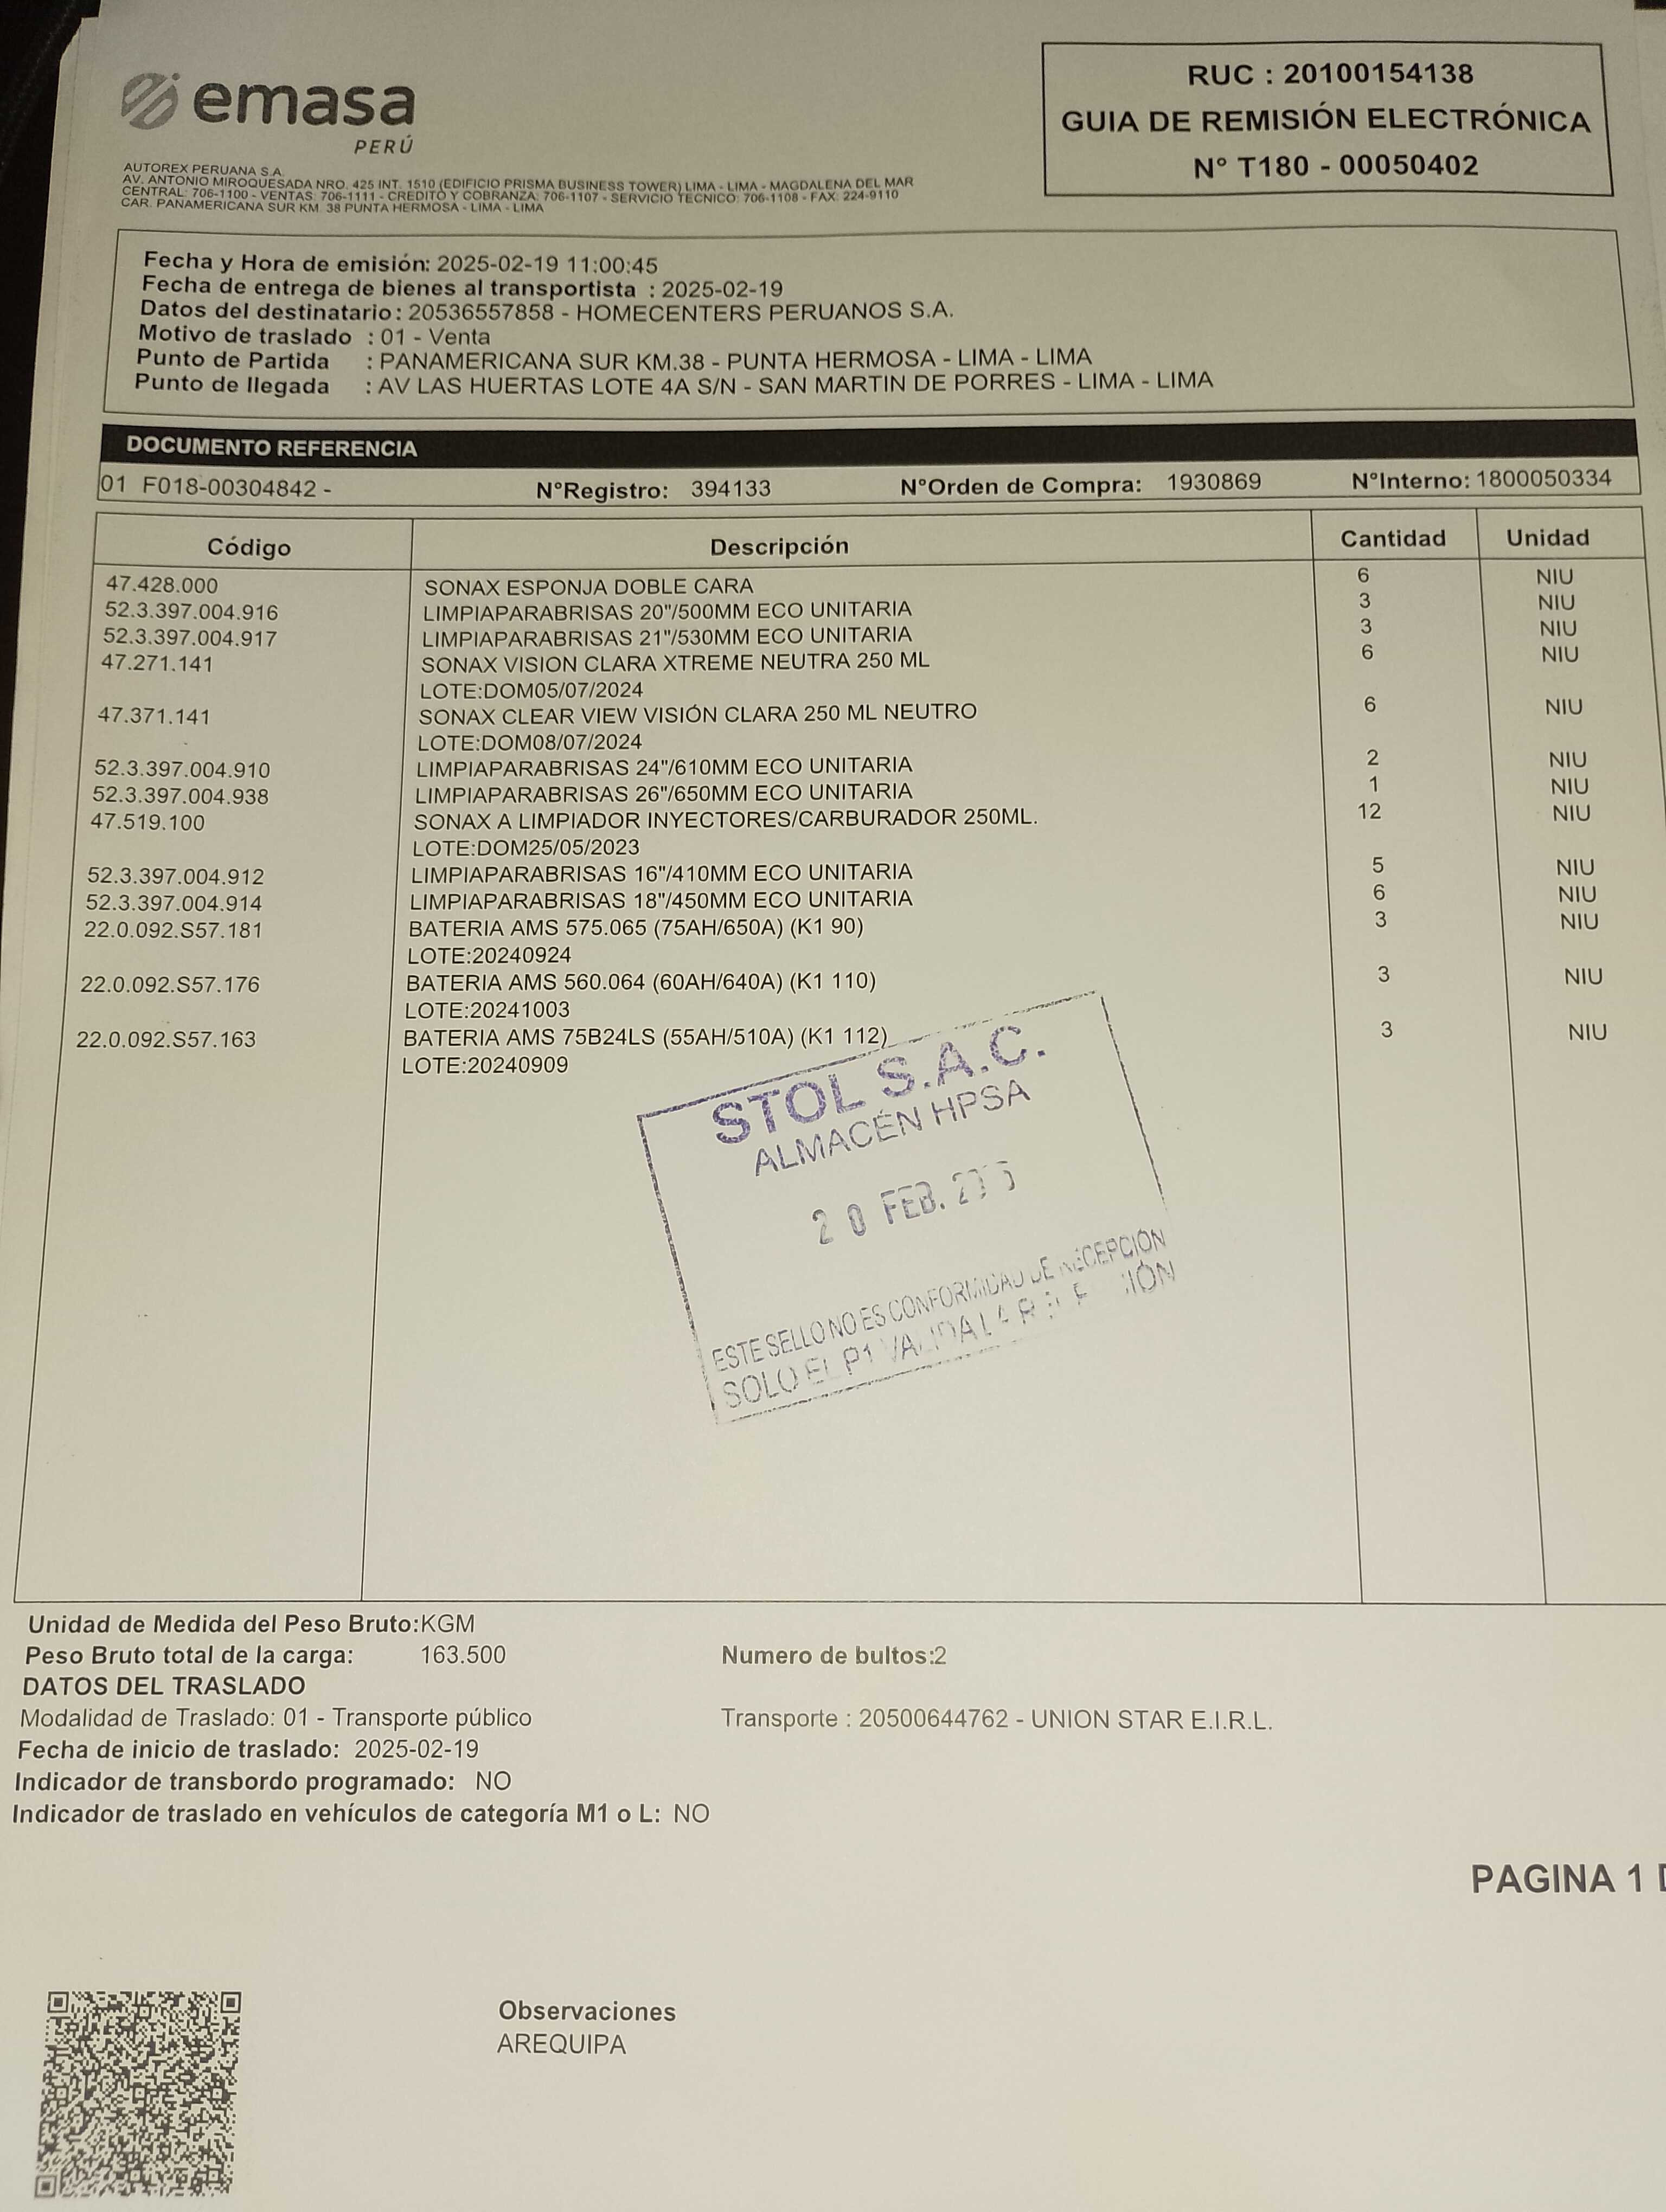 emasa
PERÚ
RUC : 20100154138
GUIA DE REMISIÓN ELECTRÓNICA
N° T180 - 00050402
AUTOREX PERUANA S.A.
AV. ANTONIO MIROQUESADA NRO. 425 INT. 1510 (EDIFICIO PRISMA BUSINESS TOWER) LIMA - LIMA - MAGDALENA DEL MAR
CENTRAL: 706-1100 - VENTAS: 706-1111 - CREDITO Y COBRANZA: 706-1107 - SERVICIO TECNICO: 706-1108 - FAX: 224-9110
CAR. PANAMERICANA SUR KM. 38 PUNTA HERMOSA - LIMA - LIMA
Fecha y Hora de emisión: 2025-02-19 11:00:45
Fecha de entrega de bienes al transportista : 2025-02-19
Datos del destinatario: 20536557858 - HOMECENTERS PERUANOS S.A.
Motivo de traslado : 01 - Venta
Punto de Partida : PANAMERICANA SUR KM.38 - PUNTA HERMOSA - LIMA - LIMA
Punto de llegada : AV LAS HUERTAS LOTE 4A S/N - SAN MARTIN DE PORRES - LIMA - LIMA
DOCUMENTO REFERENCIA
01 F018-00304842 - N°Registro: 394133 N°Orden de Compra: 1930869 N°Interno: 1800050334
Código Descripción Cantidad Unidad
47.428.000 SONAX ESPONJA DOBLE CARA 6 NIU
52.3.397.004.916 LIMPIAPARABRISAS 20"/500MM ECO UNITARIA 3 NIU
52.3.397.004.917 LIMPIAPARABRISAS 21"/530MM ECO UNITARIA 3 NIU
47.271.141 SONAX VISION CLARA XTREME NEUTRA 250 ML 6 NIU
LOTE:DOM05/07/2024
47.371.141 SONAX CLEAR VIEW VISIÓN CLARA 250 ML NEUTRO 6 NIU
LOTE:DOM08/07/2024
52.3.397.004.910 LIMPIAPARABRISAS 24"/610MM ECO UNITARIA 2 NIU
52.3.397.004.938 LIMPIAPARABRISAS 26"/650MM ECO UNITARIA 1 NIU
47.519.100 SONAX A LIMPIADOR INYECTORES/CARBURADOR 250ML. 12 NIU
LOTE:DOM25/05/2023
52.3.397.004.912 LIMPIAPARABRISAS 16"/410MM ECO UNITARIA 5 NIU
52.3.397.004.914 LIMPIAPARABRISAS 18"/450MM ECO UNITARIA 6 NIU
22.0.092.S57.181 BATERIA AMS 575.065 (75AH/650A) (K1 90) 3 NIU
LOTE:20240924
22.0.092.S57.176 BATERIA AMS 560.064 (60AH/640A) (K1 110) 3 NIU
LOTE:20241003
22.0.092.S57.163 BATERIA AMS 75B24LS (55AH/510A) (K1 112) 3 NIU
LOTE:20240909
STOL S.A.C.
ALMACÉN HPSA
20 FEB.
ESTE SELLO NO ES CONFORMIDAD DE RECEPCIÓN
SOLO EL P1
Unidad de Medida del Peso Bruto:KGM
Peso Bruto total de la carga: 163.500 Numero de bultos:2
DATOS DEL TRASLADO
Modalidad de Traslado: 01 - Transporte público Transporte : 20500644762 - UNION STAR E.I.R.L.
Fecha de inicio de traslado: 2025-02-19
Indicador de transbordo programado: NO
Indicador de traslado en vehículos de categoría M1 o L: NO
PAGINA 1
Observaciones
AREQUIPA